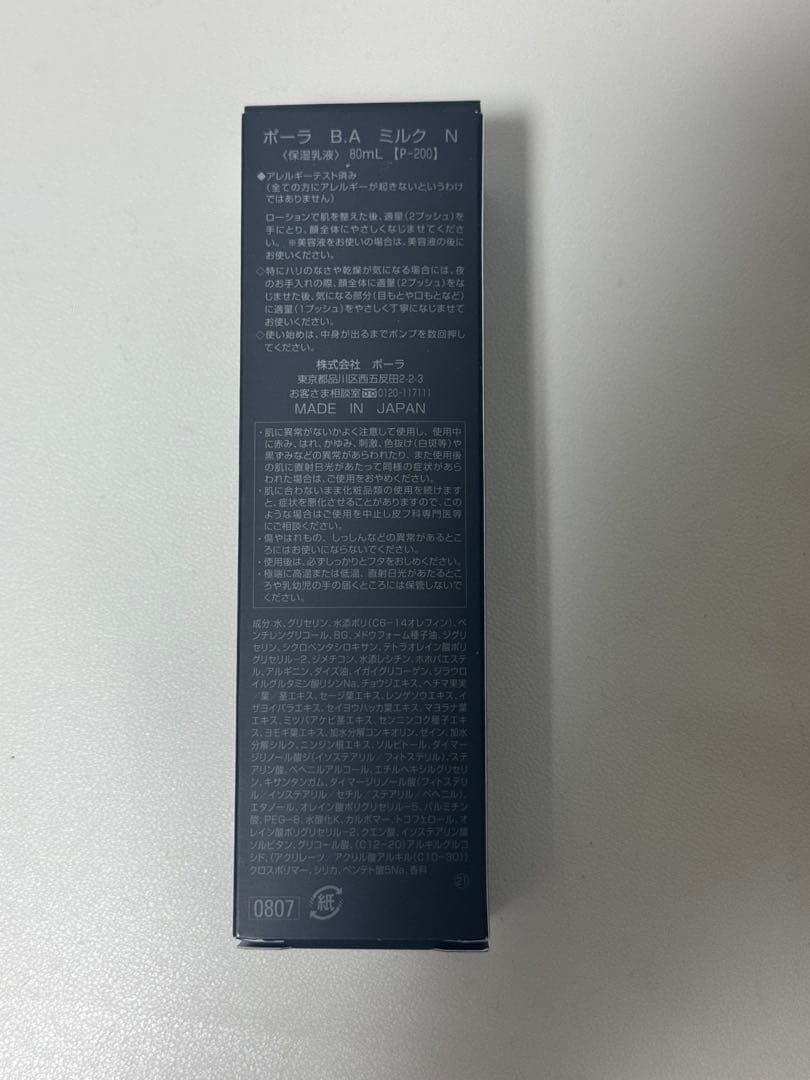 ポーラ B.A ミルク N
〈保湿乳液〉 80mL 【P-200】
◆アレルギーテスト済み
(全ての方にアレルギーが起きないというわけ
ではありません)
ローションで肌を整えた後、適量(2プッシュ)を
手にとり、顔全体にやさしくなじませてくださ
い。 ※美容液をお使いの場合は、美容液の後に
お使いください。
◇特にハリのなさや乾燥が気になる場合には、夜
のお手入れの際、顔全体に適量(2プッシュ)をな
じませた後、気になる部分(目もとや口もとなど)
に適量(1プッシュ)をやさしく丁寧になじませて
お使いください。
◇使い始めは、中身が出るまでポンプを数回押し
てください。
株式会社 ポーラ
東京都品川区西五反田2-2-3
お客さま相談室 0120-117111
MADE IN JAPAN
・肌に異常がないかよく注意して使用し、使用中
に赤み、はれ、かゆみ、刺激、色抜け(白斑等)や
黒ずみなどの異常があらわれたり、また使用後
の肌に直射日光があたって同様の症状があら
われた場合は、ご使用をおやめください。
・肌に合わないまま化粧品類の使用を続けます
と、症状を悪化させることがありますので、この
ような場合はご使用を中止し皮フ科専門医等
にご相談ください。
・傷やはれもの、しっしんなどの異常があるとこ
ろにはお使いにならないでください。
・使用後は、必ずしっかりとフタをおしめください。
・極端に高温または低温、直射日光があたるとこ
ろや乳幼児の手の届くところには保管しないで
ください。
成分:水、グリセリン、水添ポリ(C6-14オレフィン)、ペ
ンチレングリコール、BG、メドウフォーム種子油、ジグリ
セリン、シクロペンタシロキサン、テトラオレイン酸ポリ
グリセリル-2、ジメチコン、水添レシチン、ホホバエステ
ル、アルギニン、ダイズ油、イガイグリコーゲン、ジラウロ
イルグルタミン酸リシンNa、チョウジエキス、ヘチマ果実
/葉/茎エキス、セージ葉エキス、レンゲソウエキス、イ
ザヨイバラエキス、セイヨウハッカ葉エキス、マヨラナ葉
エキス、ミツバアケビ茎エキス、センニンコク種子エキ
ス、ヨモギ葉エキス、加水分解コンキオリン、ゼイン、加水
分解シルク、ニンジン根エキス、ソルビトール、ダイマー
ジリノール酸ジ(イソステアリル/フィトステリル)、ステ
アリン酸、ベヘニルアルコール、エチルヘキシルグリセリ
ン、キサンタンガム、ダイマージリノール酸(フィトステリ
ル/イソステアリル/セチル/ステアリル/ベヘニル)、
エタノール、オレイン酸ポリグリセリル-5、パルミチン
酸、PEG-8、水酸化K、カルボマー、トコフェロール、オ
レイン酸ポリグリセリル-2、クエン酸、イソステアリン酸
ソルビタン、グリコール酸、(C12-20)アルキルグルコ
シド、(アクリレーツ/アクリル酸アルキル(C10-30))
クロスポリマー、シリカ、ペンテト酸5Na、香料
21
0807 紙